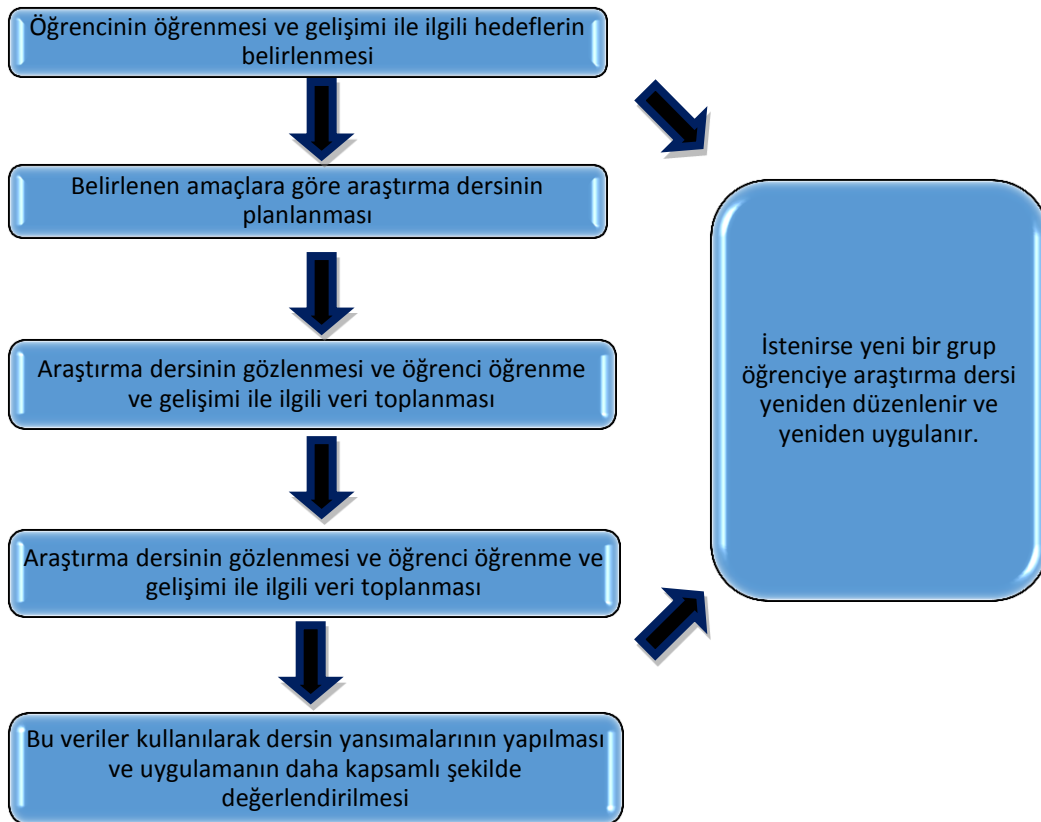 Öğrencinin öğrenmesi ve gelişimi ile ilgili hedeflerin
belirlenmesi
Belirlenen amaçlara göre araştırma dersinin
planlanması
Araştırma dersinin gözlenmesi ve öğrenci öğrenme
ve gelişimi ile ilgili veri toplanması
Araştırma dersinin gözlenmesi ve öğrenci öğrenme ve
gelişimi ile ilgili veri toplanması
Bu veriler kullanılarak dersin yansımalarının yapılması
ve uygulamanın daha kapsamlı şekilde
değerlendirilmesi
İstenirse yeni bir grup
öğrenciye araştırma dersi
yeniden düzenlenir ve
yeniden uygulanır.